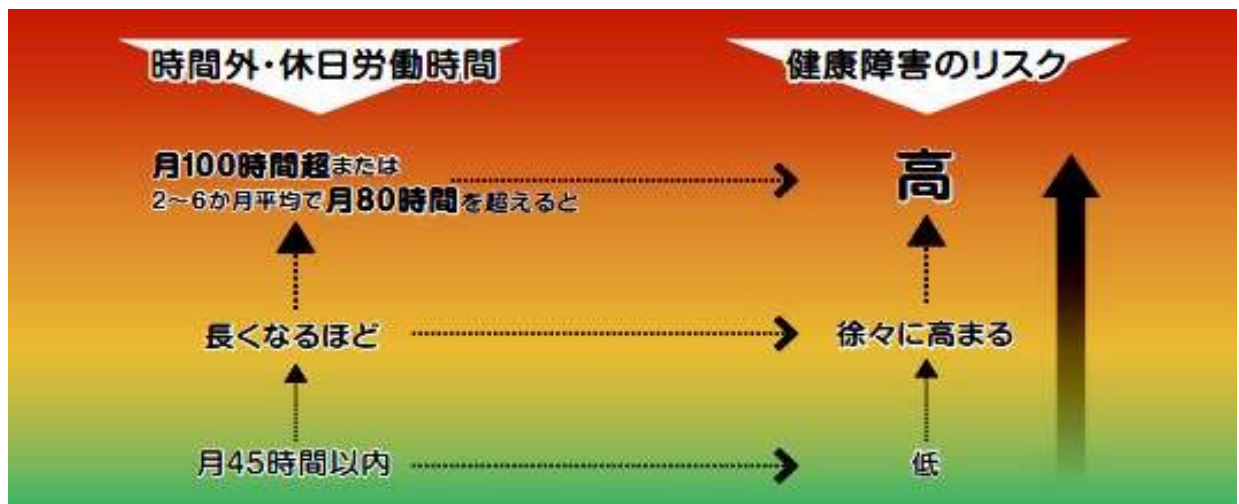 時間外・休日労働時間
健康障害のリスク
月100時間超または
2～6か月平均で月80時間を超えると
高
長くなるほど
徐々に高まる
月45時間以内
低